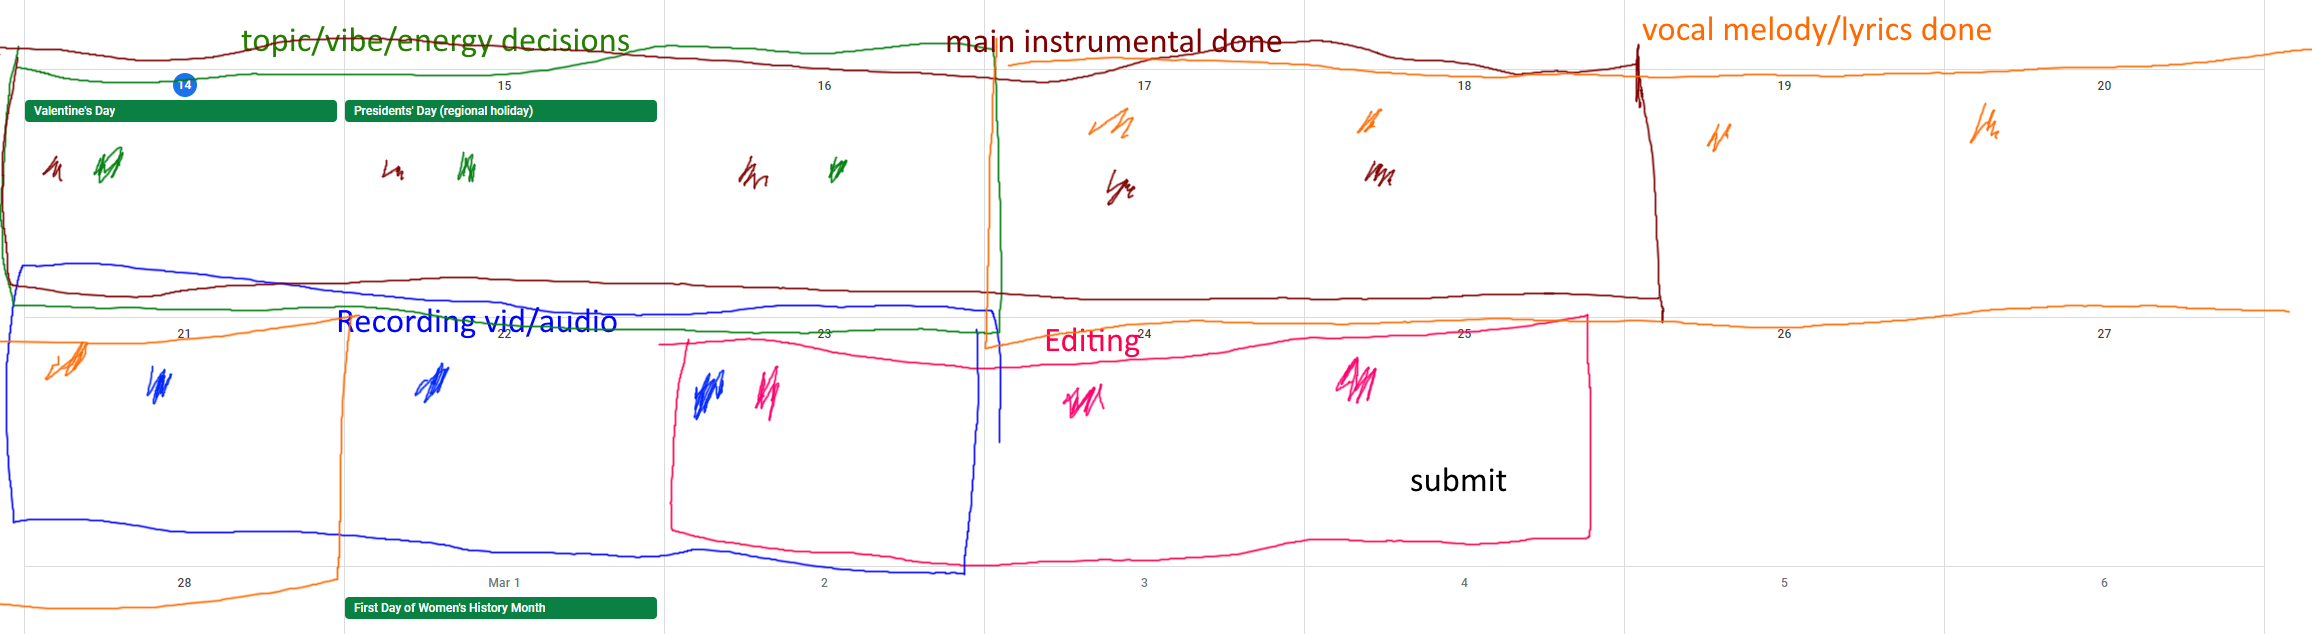 topic/vibe/energy decisions
main instrumental done
vocal melody/lyrics done
14
15
16
17
18
19
20
Valentine's Day
Presidents' Day (regional holiday)
Recording vid/audio
Editing
21
22
23
24
25
26
27
submit
28
Mar 1
2
3
4
5
6
First Day of Women's History Month